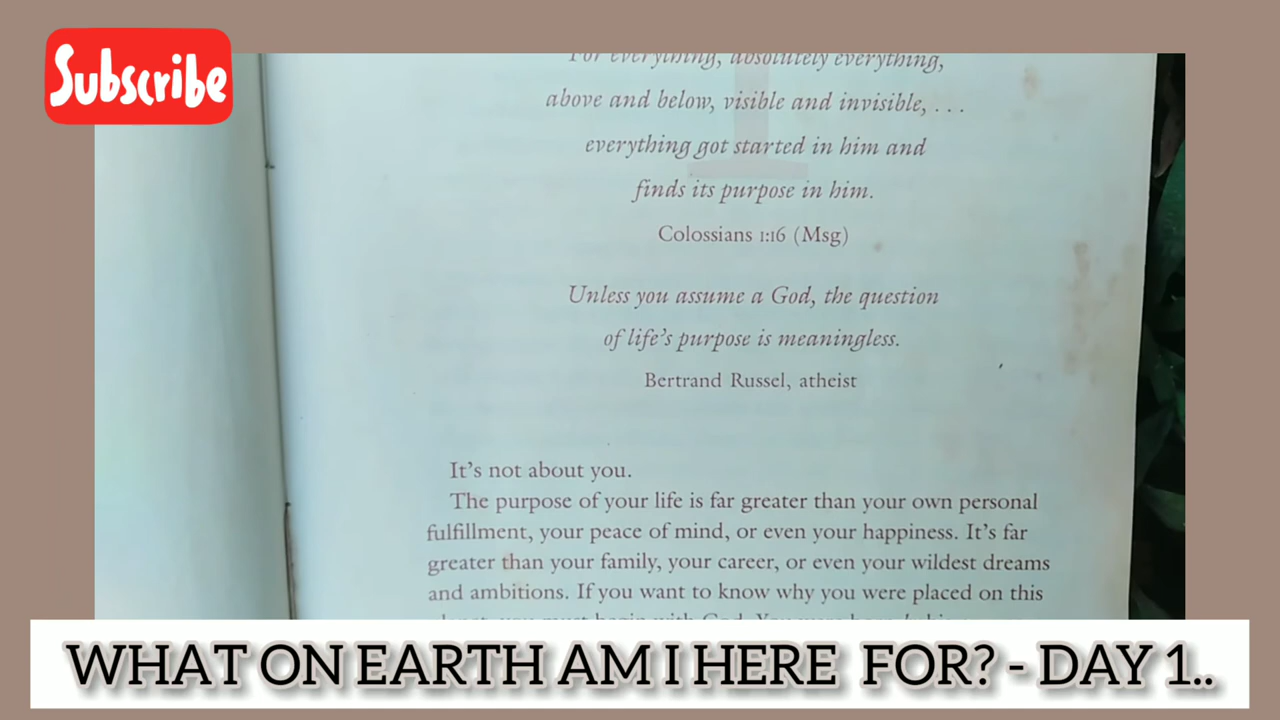 Subscribe
For everything, absolutely everything,
above and below, visible and invisible, . . .
everything got started in him and
finds its purpose in him.
Colossians 1:16 (Msg)
Unless you assume a God, the question
of life's purpose is meaningless.
Bertrand Russel, atheist
It's not about you.
The purpose of your life is far greater than your own personal
fulfillment, your peace of mind, or even your happiness. It's far
greater than your family, your career, or even your wildest dreams
and ambitions. If you want to know why you were placed on this
WHAT ON EARTH AM I HERE FOR? - DAY 1..